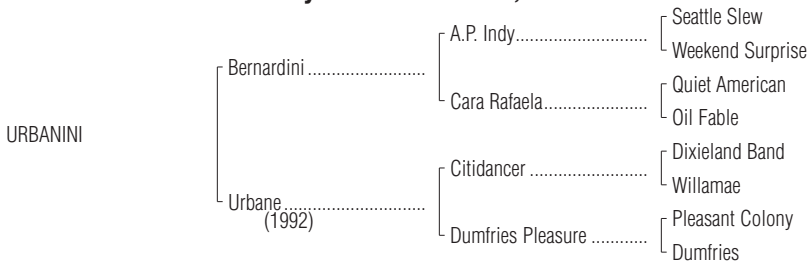 Seattle Slew
A.P. Indy..............................
Weekend Surprise
Bernardini ..........................
Quiet American
Cara Rafaela.......................
Oil Fable
URBANINI
Dixieland Band
Citidancer ..........................
Willamae
Urbane...............................
(1992)
Pleasant Colony
Dumfries Pleasure ............
Dumfries